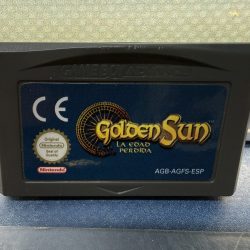 GAME BOY ADVANCE
CE
GOLDEN SUN
LA EDAD
PERDIDA
Original
Nintendo
Seal of
Quality
Nintendo
AGB-AGFS-ESP